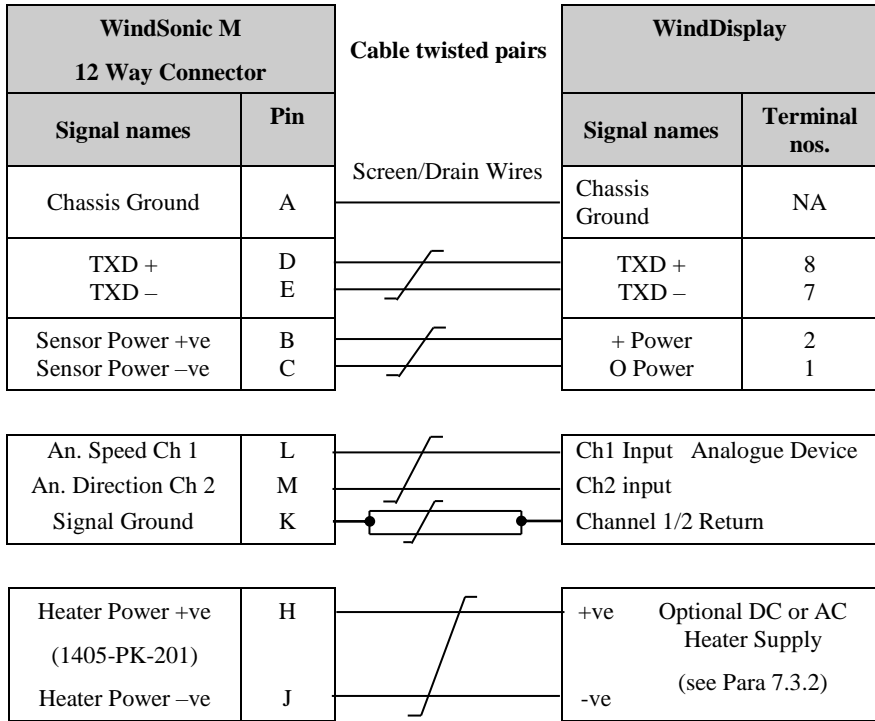 WindSonic M
12 Way Connector
Cable twisted pairs
WindDisplay
Signal names
Pin
Signal names
Terminal
nos.
Chassis Ground
A
Screen/Drain Wires
Chassis
Ground
NA
TXD +
D
TXD +
8
TXD –
E
TXD –
7
Sensor Power +ve
B
+ Power
2
Sensor Power –ve
C
O Power
1
An. Speed Ch 1
L
Ch1 Input Analogue Device
An. Direction Ch 2
M
Ch2 input
Signal Ground
K
Channel 1/2 Return
Heater Power +ve
H
+ve
Optional DC or AC
Heater Supply
(1405-PK-201)
(see Para 7.3.2)
Heater Power –ve
J
-ve